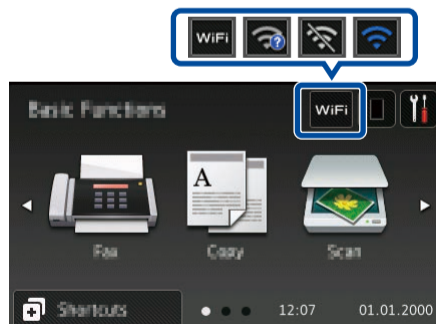 WiFi
Basic Functions
WiFi
A
Fax Copy Scan
Shortcuts 12:07 01.01.2000